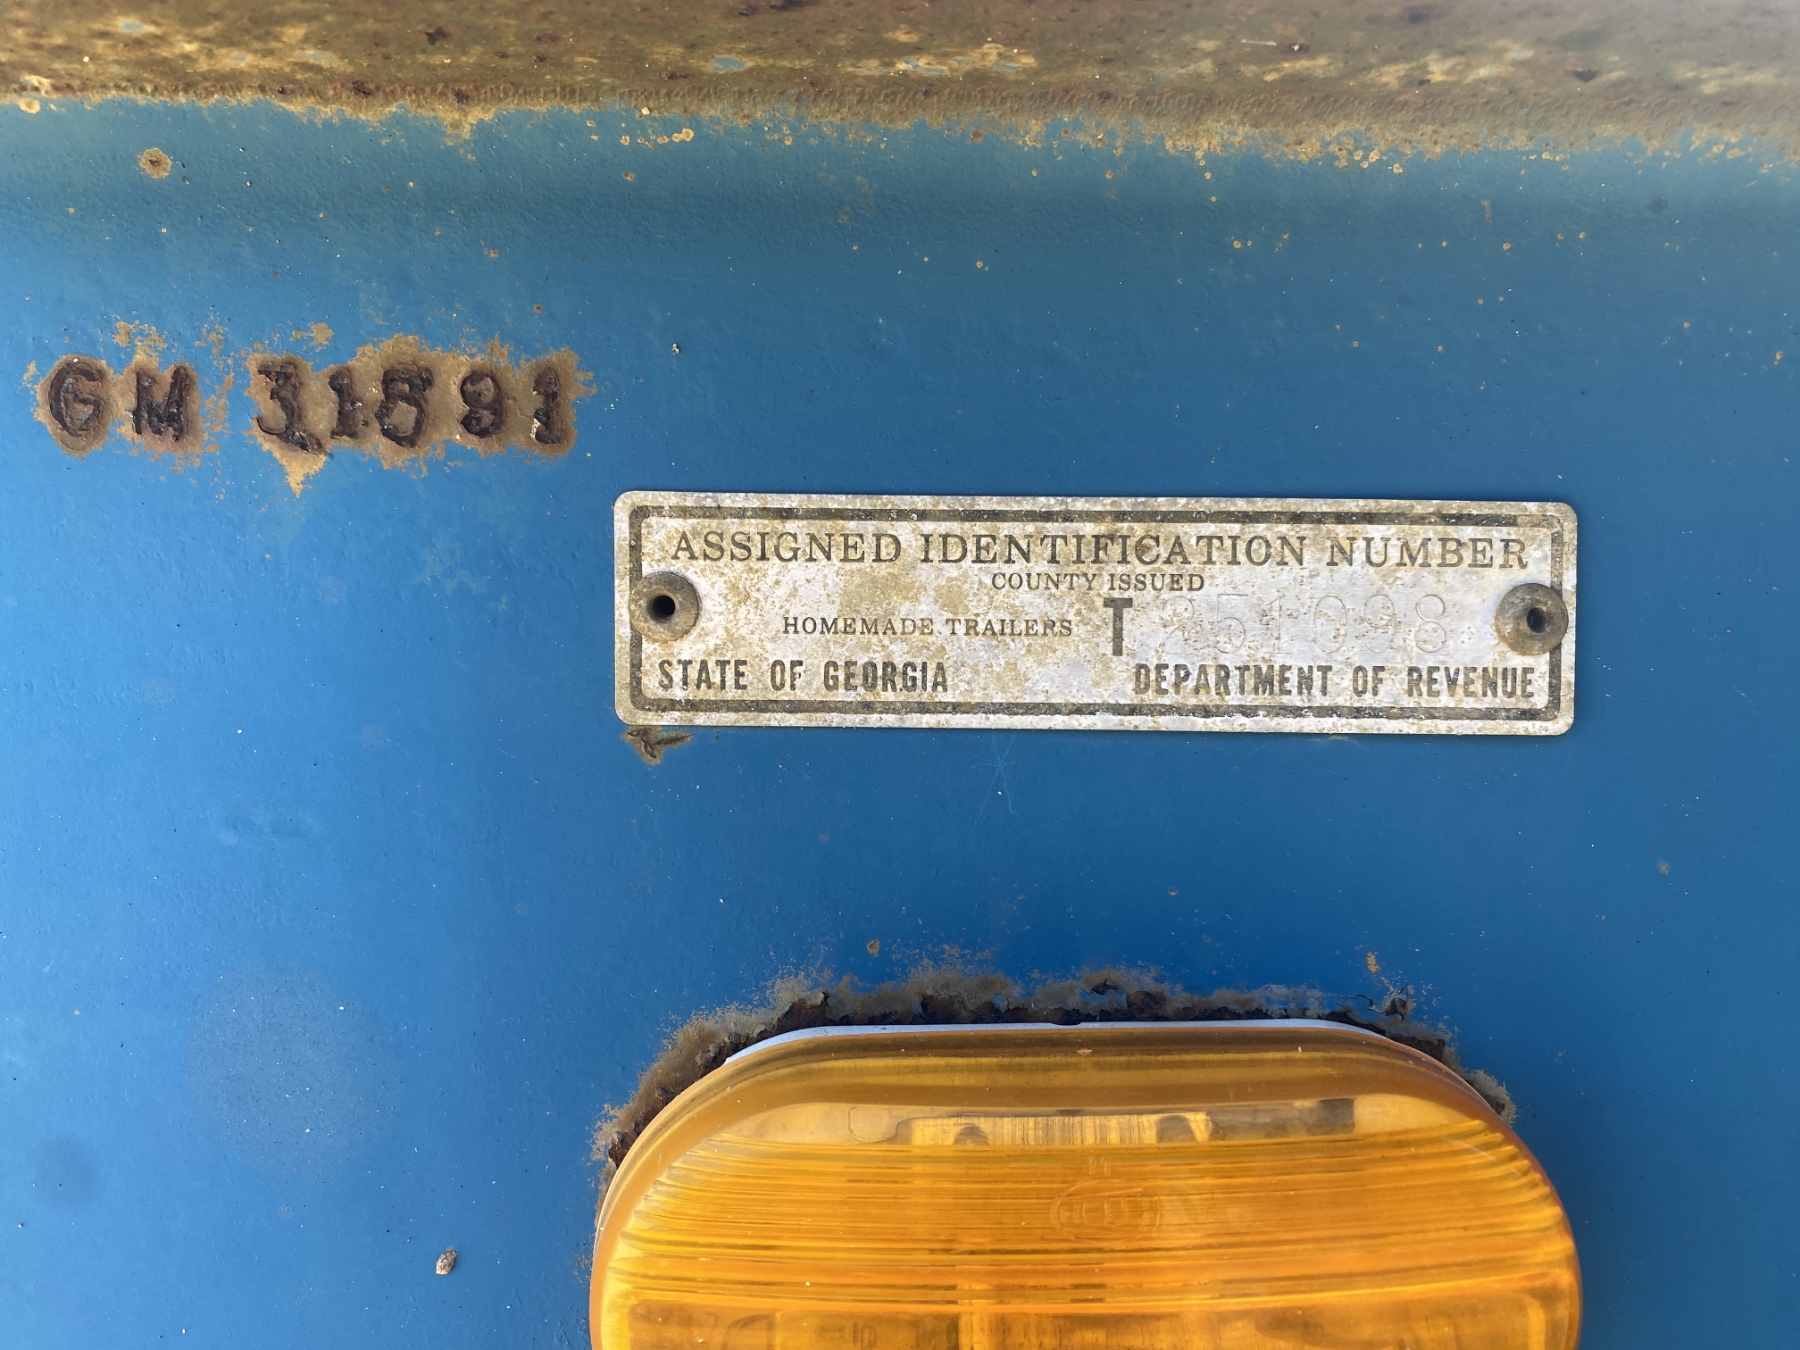 GM 31591
ASSIGNED IDENTIFICATION NUMBER
COUNTY ISSUED
HOMEMADE TRAILERS T 251098
STATE OF GEORGIA DEPARTMENT OF REVENUE